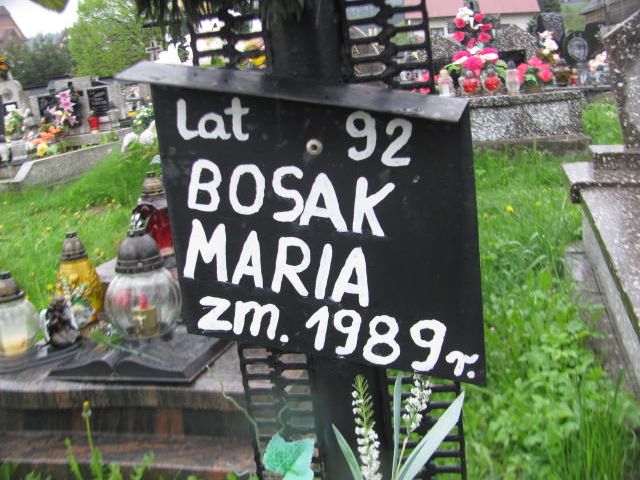 Lat 92
BOSAK
MARIA
zm. 1989 r.